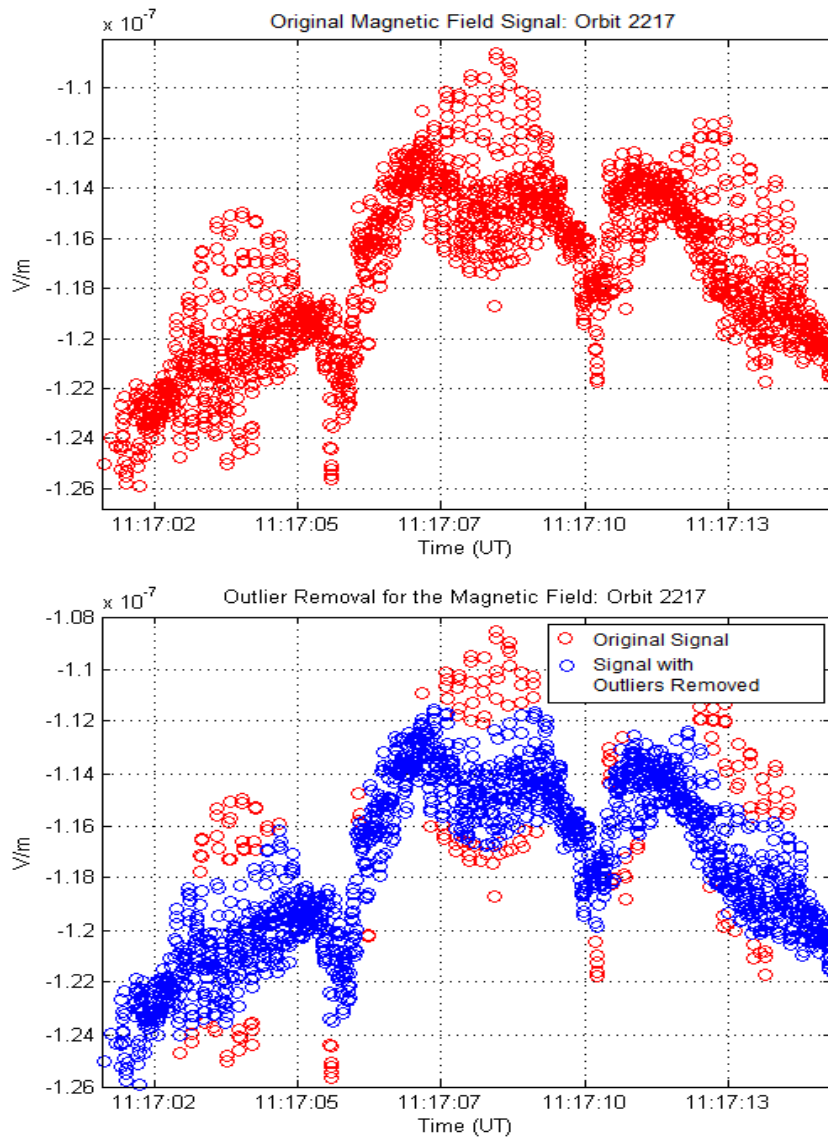 Original Magnetic Field Signal: Orbit 2217
x 10-7
-1.1
-1.12
-1.14
-1.16
-1.18
-1.2
-1.22
-1.24
-1.26
V/m
11:17:02 11:17:05 11:17:07 11:17:10 11:17:13
Time (UT)
Outlier Removal for the Magnetic Field: Orbit 2217
x 10-7
-1.08
-1.1
-1.12
-1.14
-1.16
-1.18
-1.2
-1.22
-1.24
-1.26
V/m
Original Signal
Signal with
Outliers Removed
11:17:02 11:17:05 11:17:07 11:17:10 11:17:13
Time (UT)